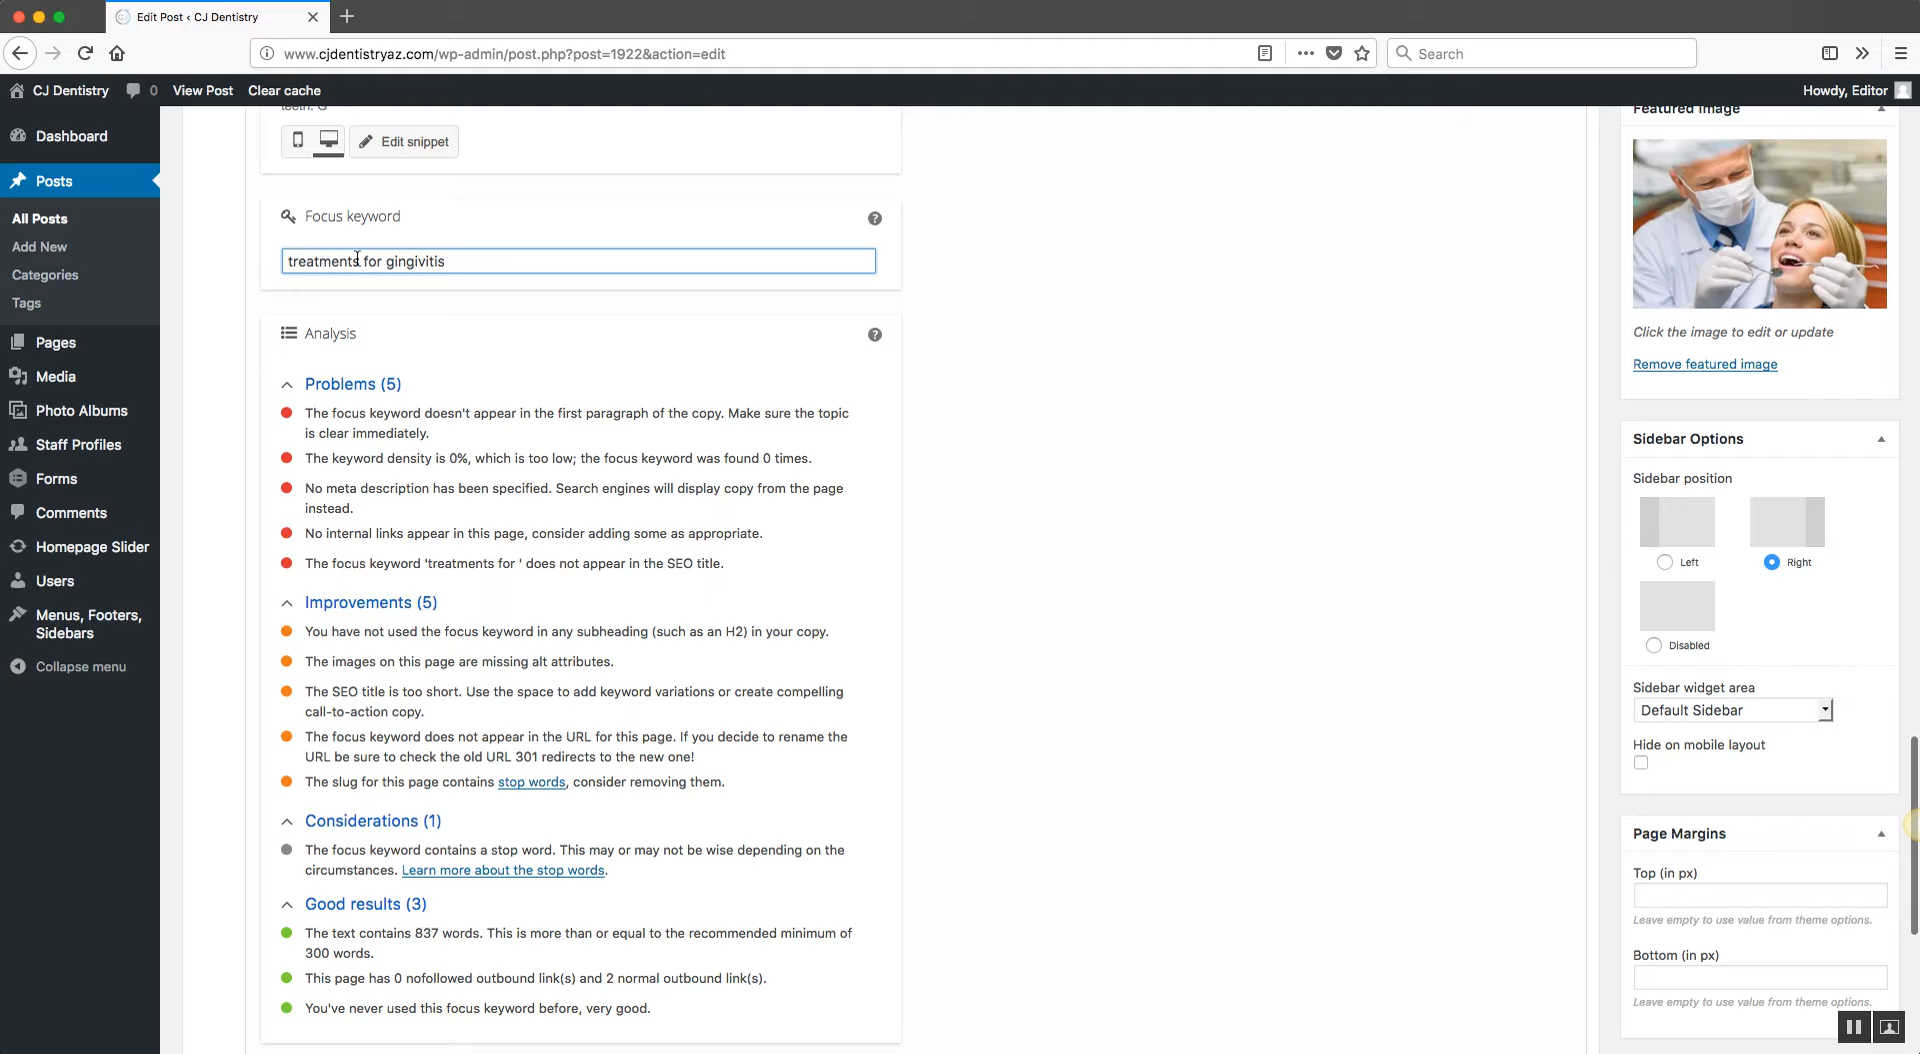 Edit Post ‹ CJ Dentistry
www.cjdentistryaz.com/wp-admin/post.php?post=1922&action=edit
Search
CJ Dentistry
0
View Post
Clear cache
Howdy, Editor
Dashboard
Posts
All Posts
Add New
Categories
Tags
Pages
Media
Photo Albums
Staff Profiles
Forms
Comments
Homepage Slider
Users
Menus, Footers,
Sidebars
Collapse menu
teeth. G
Edit snippet
Focus keyword
treatments for gingivitis
Analysis
Problems (5)
The focus keyword doesn't appear in the first paragraph of the copy. Make sure the topic
is clear immediately.
The keyword density is 0%, which is too low; the focus keyword was found 0 times.
No meta description has been specified. Search engines will display copy from the page
instead.
No internal links appear in this page, consider adding some as appropriate.
The focus keyword 'treatments for ' does not appear in the SEO title.
Improvements (5)
You have not used the focus keyword in any subheading (such as an H2) in your copy.
The images on this page are missing alt attributes.
The SEO title is too short. Use the space to add keyword variations or create compelling
call-to-action copy.
The focus keyword does not appear in the URL for this page. If you decide to rename the
URL be sure to check the old URL 301 redirects to the new one!
The slug for this page contains stop words, consider removing them.
Considerations (1)
The focus keyword contains a stop word. This may or may not be wise depending on the
circumstances. Learn more about the stop words.
Good results (3)
The text contains 837 words. This is more than or equal to the recommended minimum of
300 words.
This page has 0 nofollowed outbound link(s) and 2 normal outbound link(s).
You've never used this focus keyword before, very good.
Featured Image
Click the image to edit or update
Remove featured image
Sidebar Options
Sidebar position
Left
Right
Disabled
Sidebar widget area
Default Sidebar
Hide on mobile layout
Page Margins
Top (in px)
Leave empty to use value from theme options.
Bottom (in px)
Leave empty to use value from theme options.